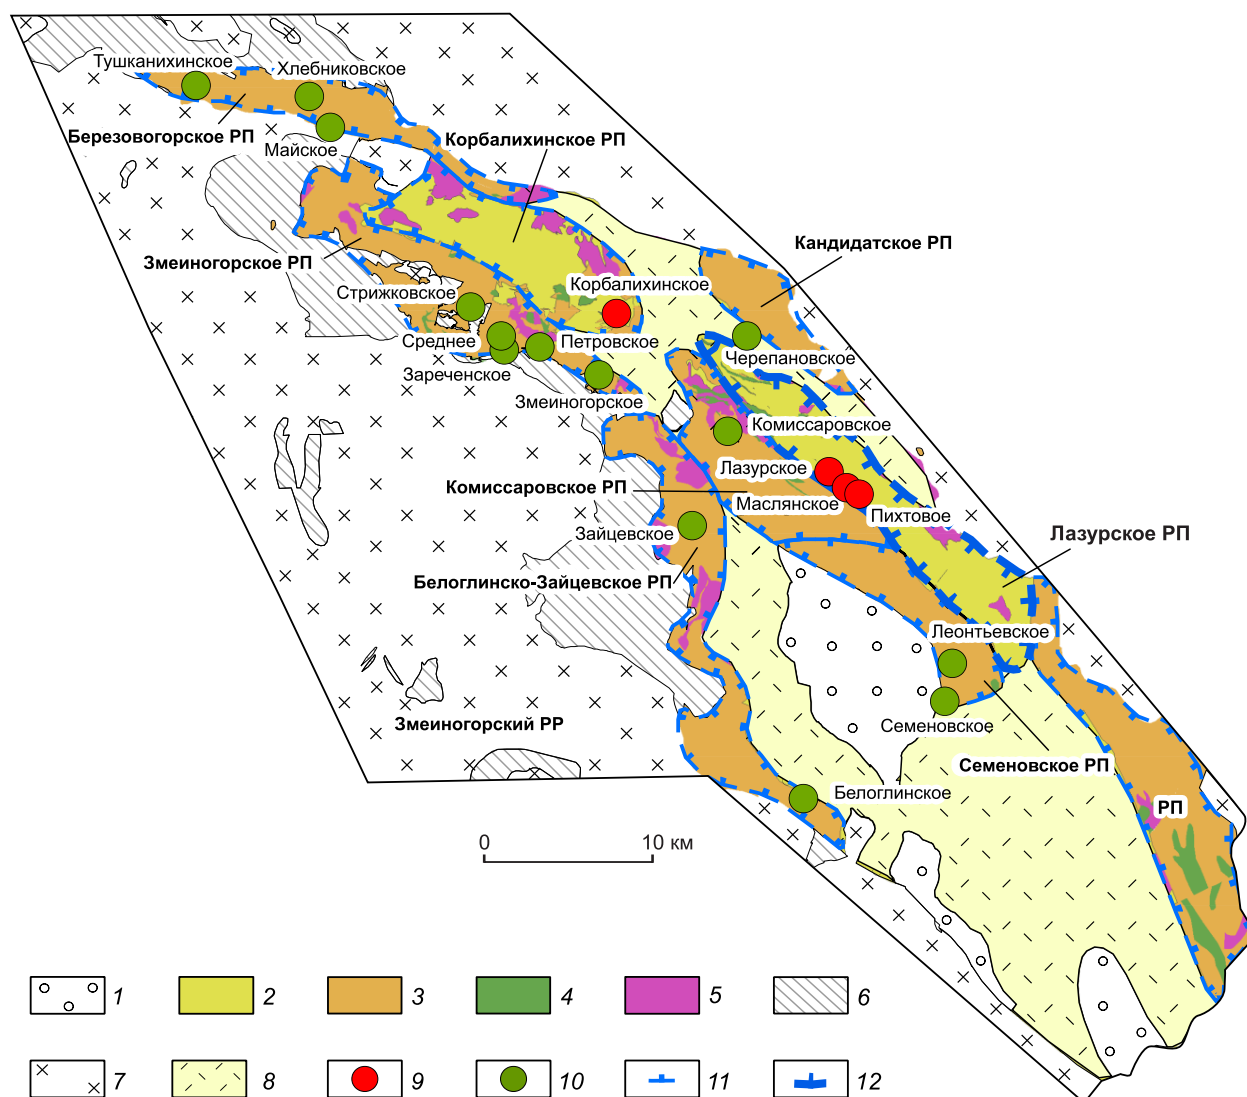 Тушканихинское
Хлебниковское
Березовогорское РП
Майское
Корбалихинское РП
Змеиногорское РП
Кандидатское РП
Корбалихинское
Стрижковское
Среднее
Петровское
Черепановское
Зареченское
Змеиногорское
Комиссаровское
Лазурское
Комиссаровское РП
Маслянское
Пихтовое
Зайцевское
Лазурское РП
Белоглинско-Зайцевское РП
Леонтьевское
Змеиногорский РР
Семеновское
Семеновское РП
Белоглинское
РП
0 10 км
1 2 3 4 5 6
7 8 9 10 11 12